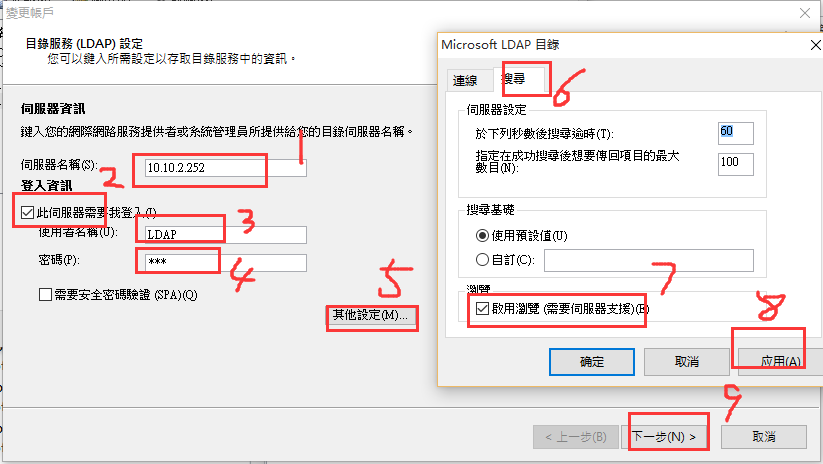 變更帳戶
目錄服務 (LDAP) 設定
您可以鍵入所需設定以存取目錄服務中的資訊。
伺服器資訊
鍵入您的網際網路服務提供者或系統管理員所提供給您的目錄伺服器名稱。
1
伺服器名稱(S):
10.10.2.252
登入資訊
2
此伺服器需要我登入(I)
使用者名稱(U):
LDAP
3
密碼(P):
***
4
需要安全密碼驗證 (SPA)(Q)
5
其他設定(M)...
Microsoft LDAP 目錄
連線
搜尋
6
伺服器設定
於下列秒數後搜尋逾時(T):
60
指定在成功搜尋後想要傳回項目的最大
數目(N):
100
搜尋基礎
使用預設值(U)
自訂(C):
7
瀏覽
啟用瀏覽 (需要伺服器支援)(B)
8
确定
取消
应用(A)
9
< 上一步(B)
下一步(N) >
取消